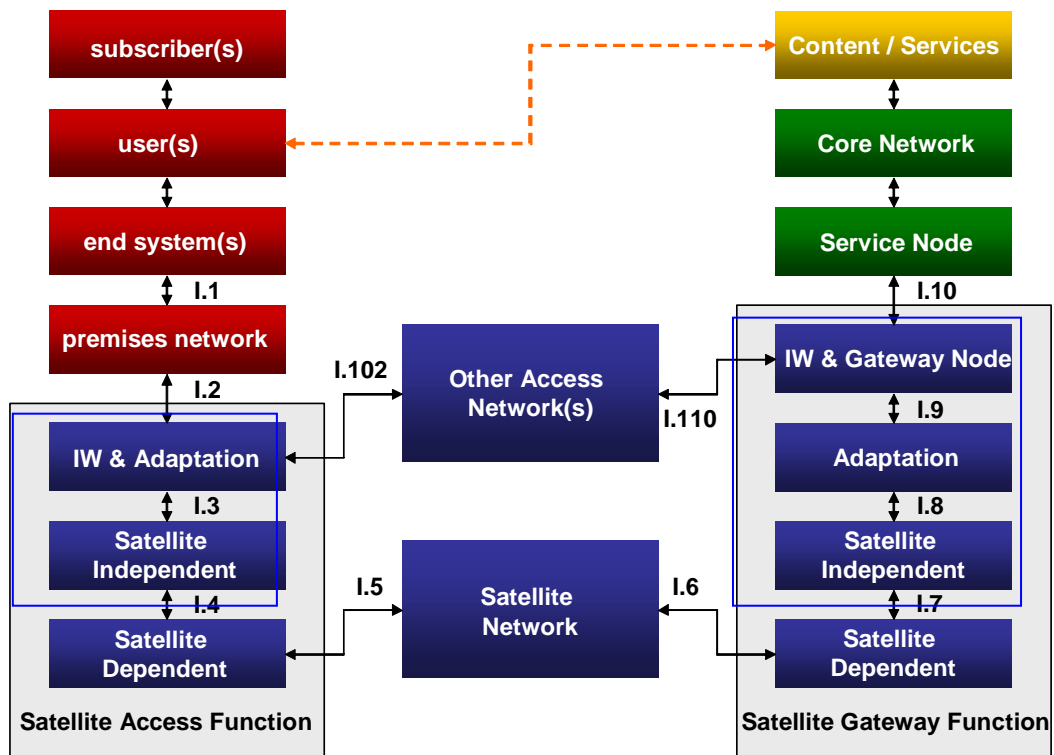 subscriber(s)
Content / Services
user(s)
Core Network
end system(s)
Service Node
I.1
I.10
premises network
IW & Gateway Node
I.102
Other Access
Network(s)
I.2
I.110
I.9
IW & Adaptation
Adaptation
I.3
I.8
Satellite
Independent
Satellite
Independent
I.5
Satellite
Network
I.6
I.4
I.7
Satellite
Dependent
Satellite
Dependent
Satellite Access Function
Satellite Gateway Function